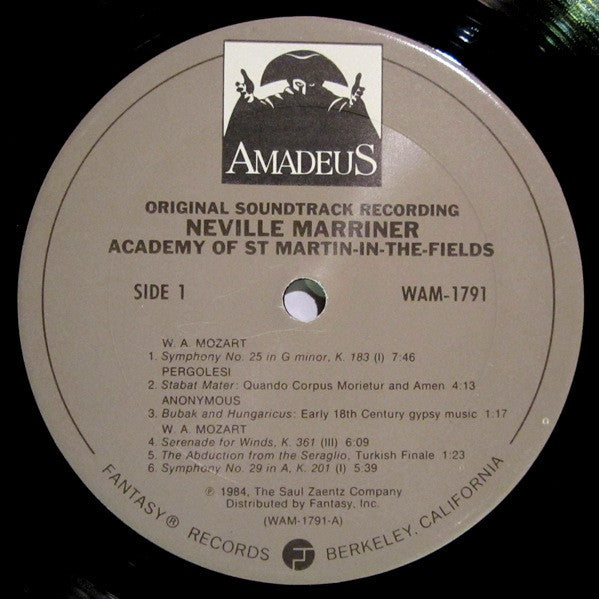 AMADEUS
ORIGINAL SOUNDTRACK RECORDING
NEVILLE MARRINER
ACADEMY OF ST MARTIN-IN-THE-FIELDS
SIDE 1
WAM-1791
W. A. MOZART
1. Symphony No. 25 in G minor, K. 183 (I) 7:46
PERGOLESI
2. Stabat Mater: Quando Corpus Morietur and Amen 4:13
ANONYMOUS
3. Bubak and Hungaricus: Early 18th Century gypsy music 1:17
W. A. MOZART
4. Serenade for Winds, K. 361 (III) 6:09
5. The Abduction from the Seraglio, Turkish Finale 1:23
6. Symphony No. 29 in A, K. 201 (I) 5:39
℗ 1984, The Saul Zaentz Company
Distributed by Fantasy, Inc.
(WAM-1791-A)
FANTASY® RECORDS BERKELEY, CALIFORNIA